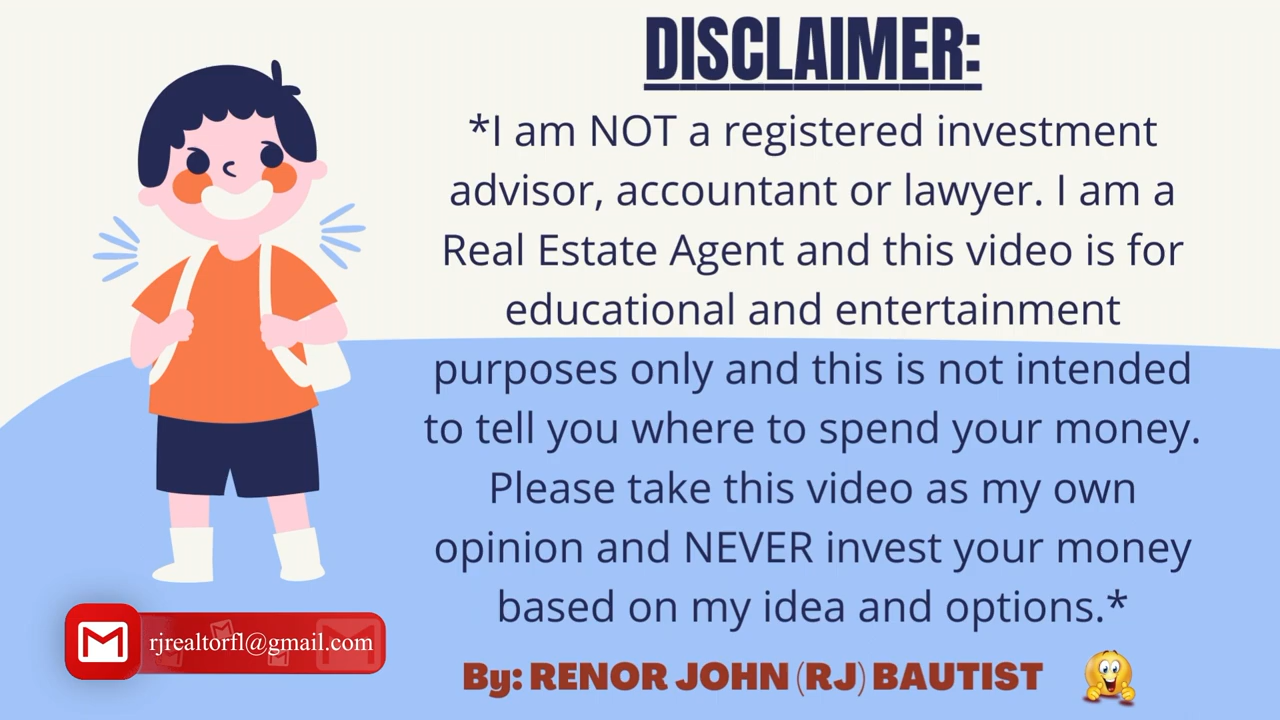 DISCLAIMER:
*I am NOT a registered investment
advisor, accountant or lawyer. I am a
Real Estate Agent and this video is for
educational and entertainment
purposes only and this is not intended
to tell you where to spend your money.
Please take this video as my own
opinion and NEVER invest your money
based on my idea and options.*
rjrealtorfl@gmail.com
By: RENOR JOHN (RJ) BAUTIST